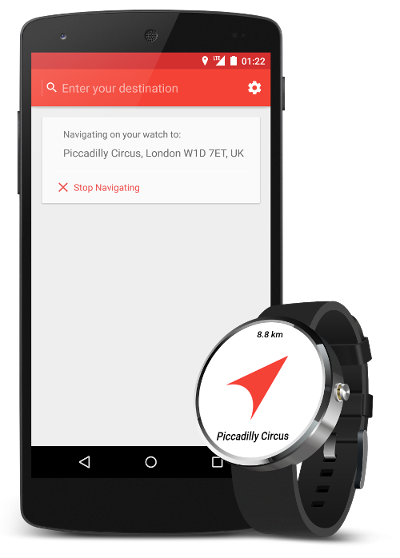 LTE 01:22
Enter your destination
Navigating on your watch to:
Piccadilly Circus, London W1D 7ET, UK
Stop Navigating
8.8 km
Piccadilly Circus